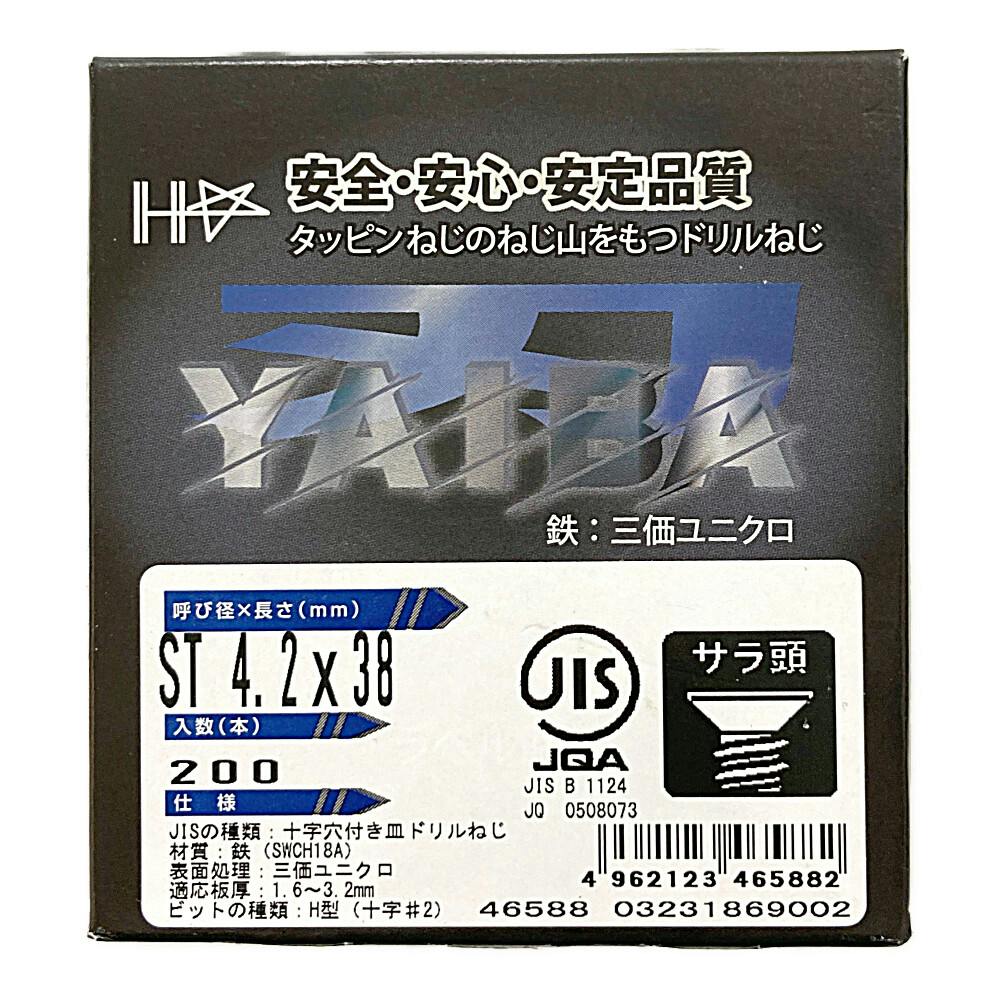 安全・安心・安定品質
タッピンねじのねじ山をもつドリルねじ
YAIBA
鉄：三価ユニクロ
呼び径×長さ(mm)
ST 4.2x38
入数(本)
200
仕 様
JISの種類：十字穴付き皿ドリルねじ
材質：鉄（SWCH18A）
表面処理：三価ユニクロ
適応板厚：1.6～3.2mm
ビットの種類：H型（十字#2）
JIS
JQA
JIS B 1124
JQ 0508073
サラ頭
4 962123 465882
46588 03231869002